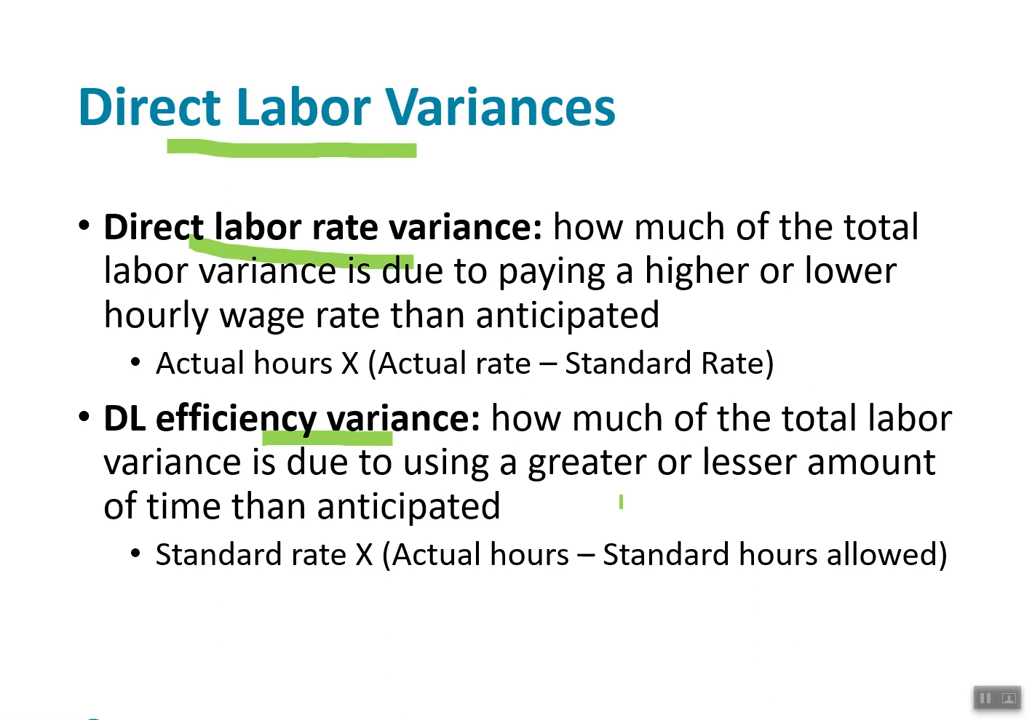 Direct Labor Variances
• Direct labor rate variance: how much of the total
labor variance is due to paying a higher or lower
hourly wage rate than anticipated
• Actual hours X (Actual rate – Standard Rate)
• DL efficiency variance: how much of the total labor
variance is due to using a greater or lesser amount
of time than anticipated
• Standard rate X (Actual hours – Standard hours allowed)